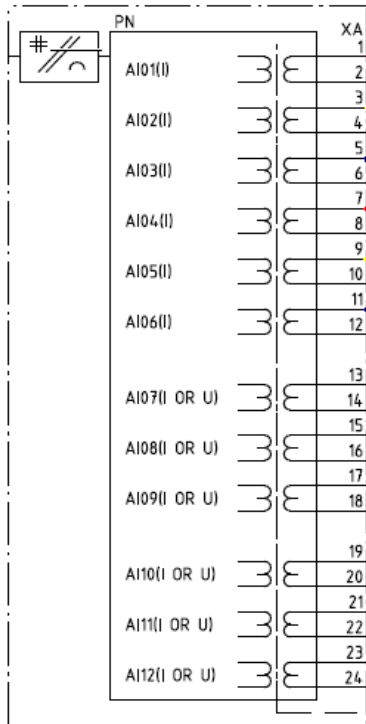 PN
XA
1
AI01(I)
2
3
AI02(I)
4
5
AI03(I)
6
7
AI04(I)
8
9
AI05(I)
10
11
AI06(I)
12
13
AI07(I OR U)
14
15
AI08(I OR U)
16
17
AI09(I OR U)
18
19
AI10(I OR U)
20
21
AI11(I OR U)
22
23
AI12(I OR U)
24